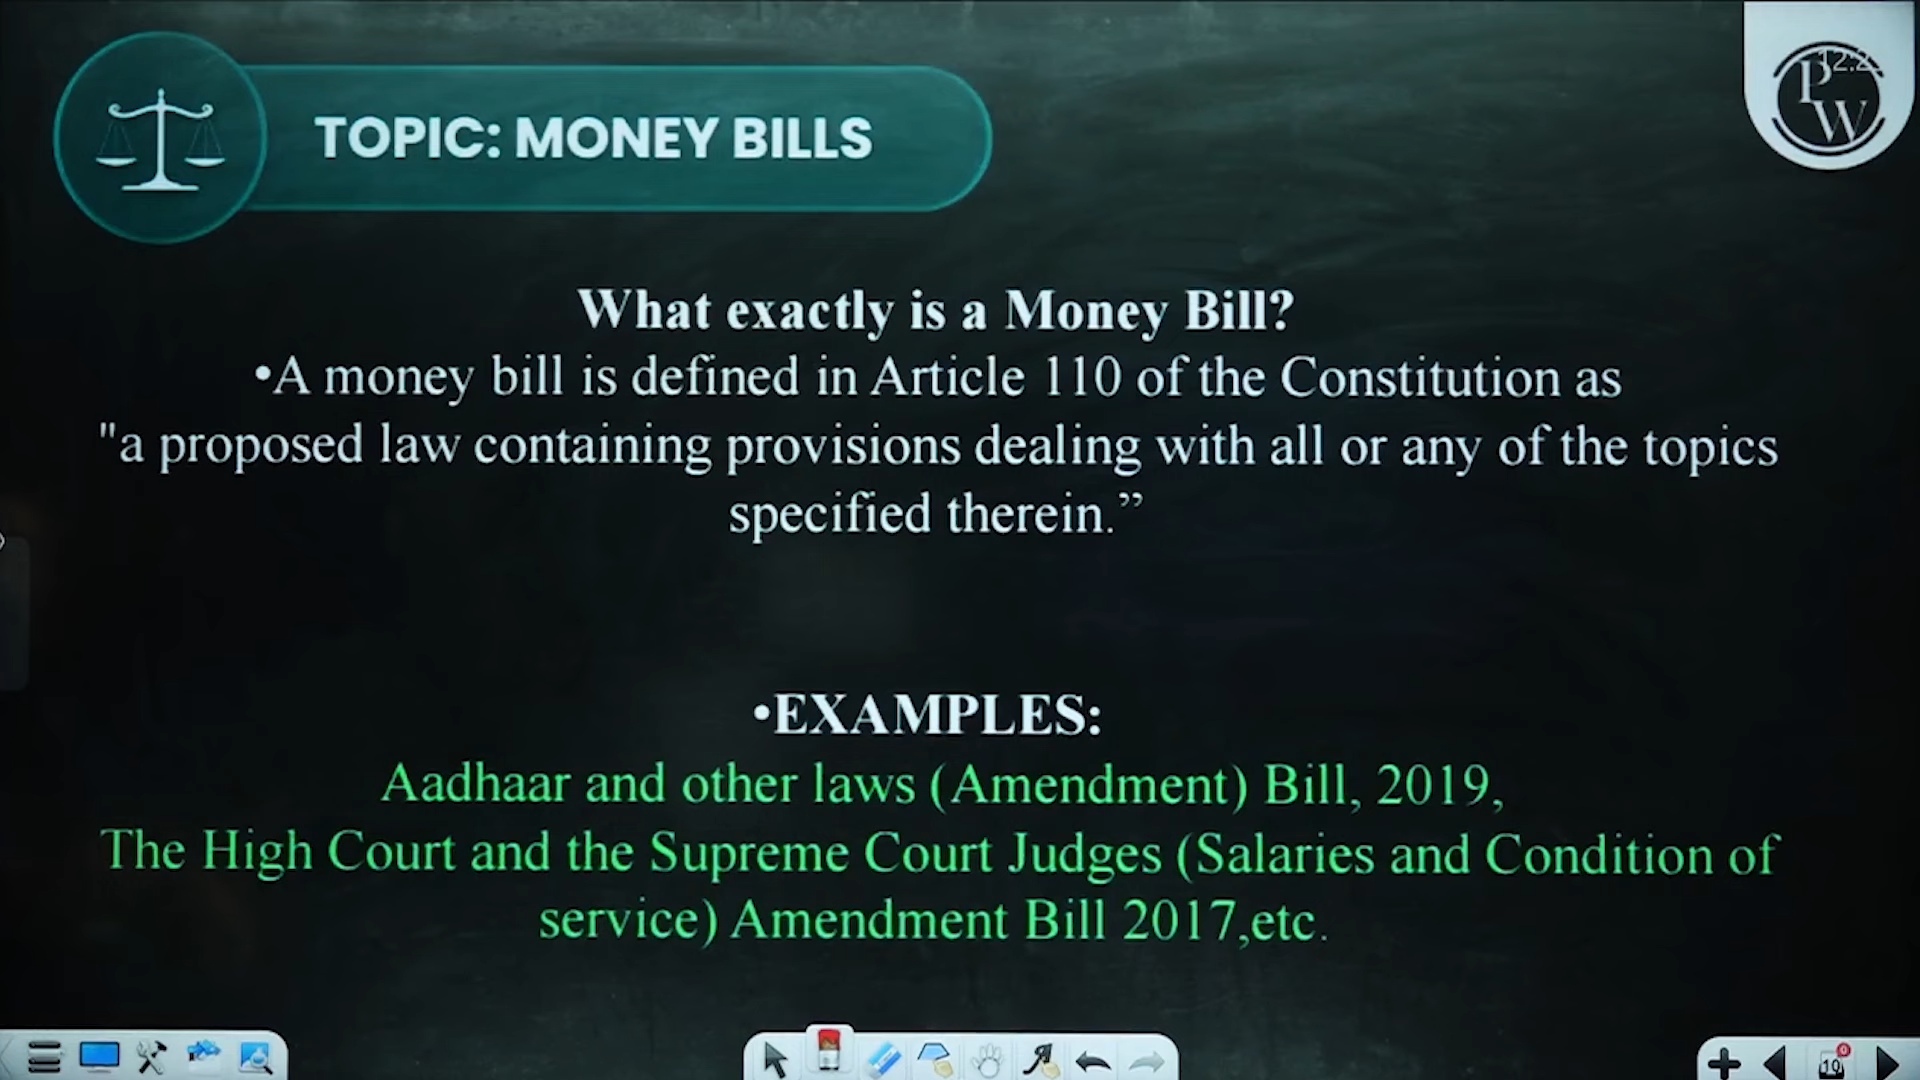 TOPIC: MONEY BILLS
P
W
What exactly is a Money Bill?
•A money bill is defined in Article 110 of the Constitution as
"a proposed law containing provisions dealing with all or any of the topics
specified therein.”
•EXAMPLES:
Aadhaar and other laws (Amendment) Bill, 2019,
The High Court and the Supreme Court Judges (Salaries and Condition of
service) Amendment Bill 2017,etc.
10
0